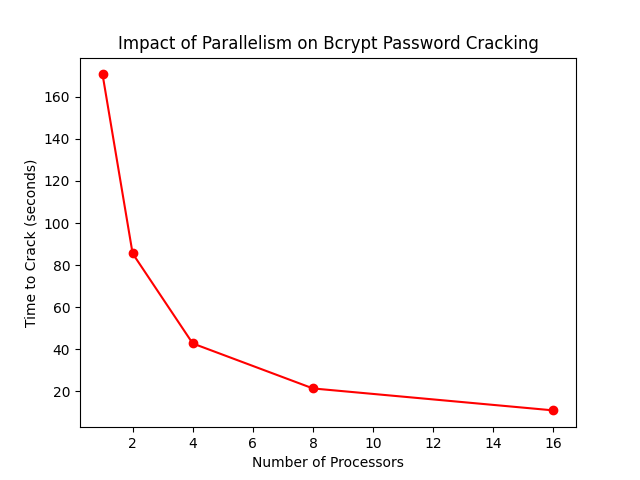 Impact of Parallelism on Bcrypt Password Cracking
Time to Crack (seconds)
160
140
120
100
80
60
40
20
2 4 6 8 10 12 14 16
Number of Processors